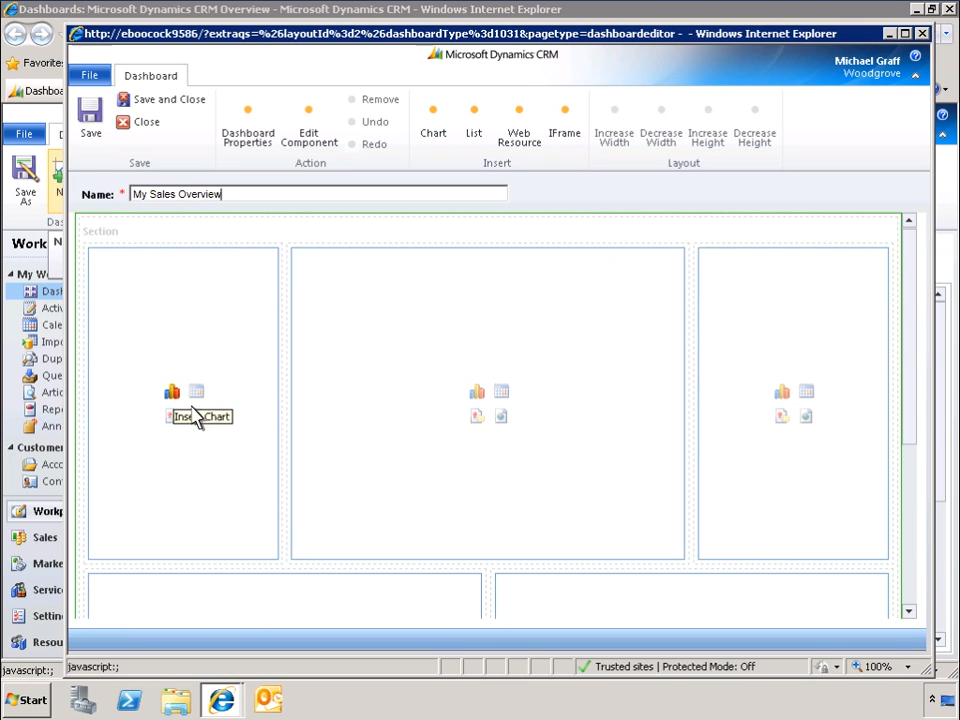 Dashboards: Microsoft Dynamics CRM Overview - Microsoft Dynamics CRM - Windows Internet Explorer
http://eboocock9586/?extraqs=%26layoutId%3d2%26dashboardType%3d1031&pagetype=dashboardeditor - - Windows Internet Explorer
Favorites
Microsoft Dynamics CRM
Michael Graff
Woodgrove
File
Dashboard
File
Save and Close
Close
Save
Save
Dashboard Properties
Edit Component
Action
Remove
Undo
Redo
Chart
List
Web Resource
IFrame
Insert
Increase Width
Decrease Width
Increase Height
Decrease Height
Layout
Save As
Name: *
My Sales Overview
Section
Insert Chart
Work
My W
Dash
Activ
Cale
Impo
Dup
Que
Artic
Rep
Ann
Custome
Acco
Con
Workp
Sales
Marke
Servic
Settin
Resou
javascript:;
javascript:;
Trusted sites | Protected Mode: Off
100%
Start